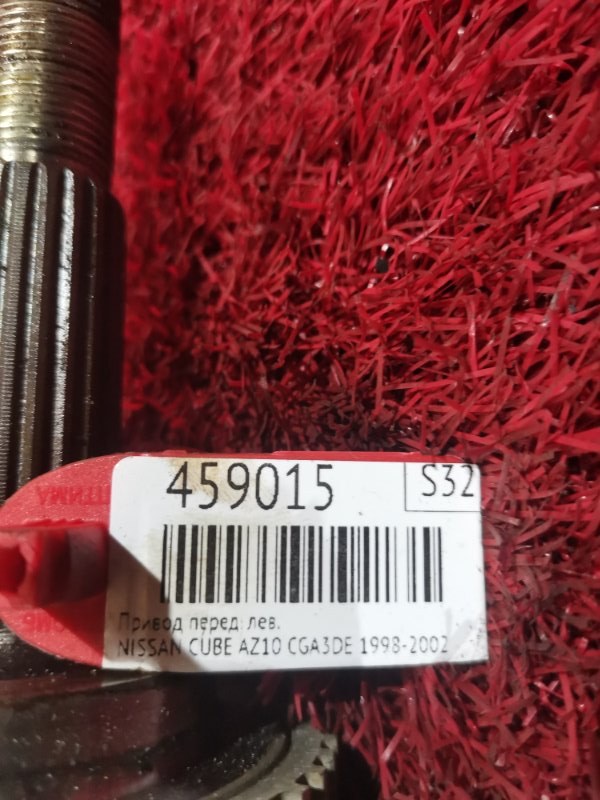 459015
S32
Привод перед. лев.
NISSAN CUBE AZ10 CGA3DE 1998-2002